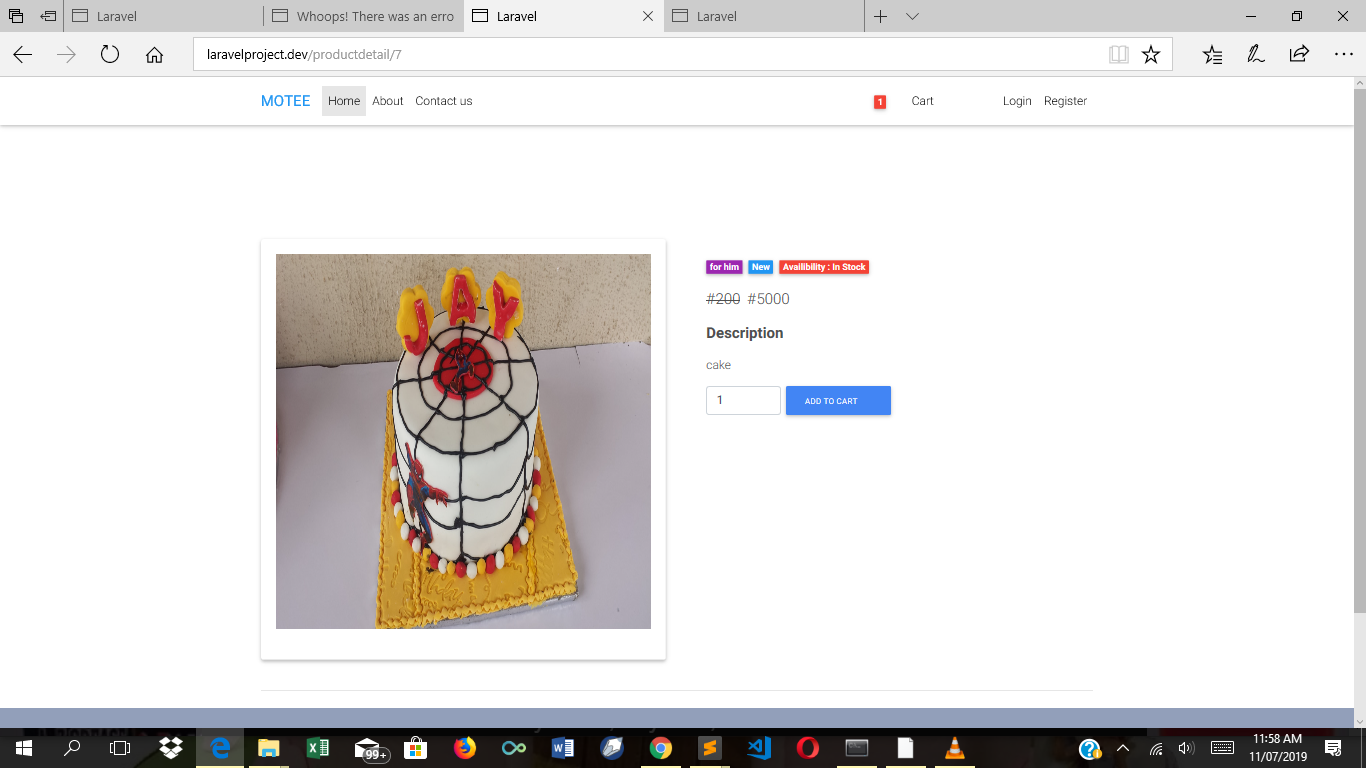 Laravel
Whoops! There was an erro
Laravel
Laravel
laravelproject.dev/productdetail/7
MOTEE Home About Contact us 1 Cart Login Register
JAY
for him New Availibility : In Stock
#200 #5000
Description
cake
1 ADD TO CART
99+
11:58 AM
11/07/2019